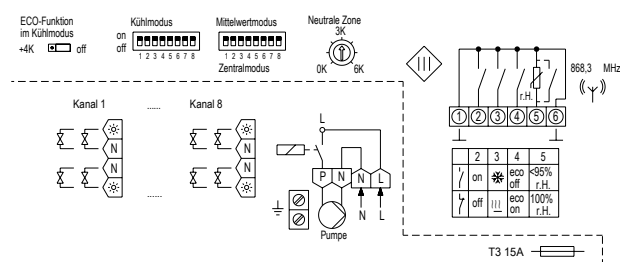 ECO-Funktion
im Kühlmodus
+4K off
Kühlmodus
on
off
1 2 3 4 5 6 7 8
Mittelwertmodus
1 2 3 4 5 6 7 8
Zentralmodus
Neutrale Zone
3K
0K 6K
868,3 MHz
r.H.
1 2 3 4 5 6
Kanal 1 ...... Kanal 8
N N
N N
......
L
P N N L
N L
Pumpe
2 3 4 5
on eco <95%
off r.H.
off eco 100%
on r.H.
T3 15A